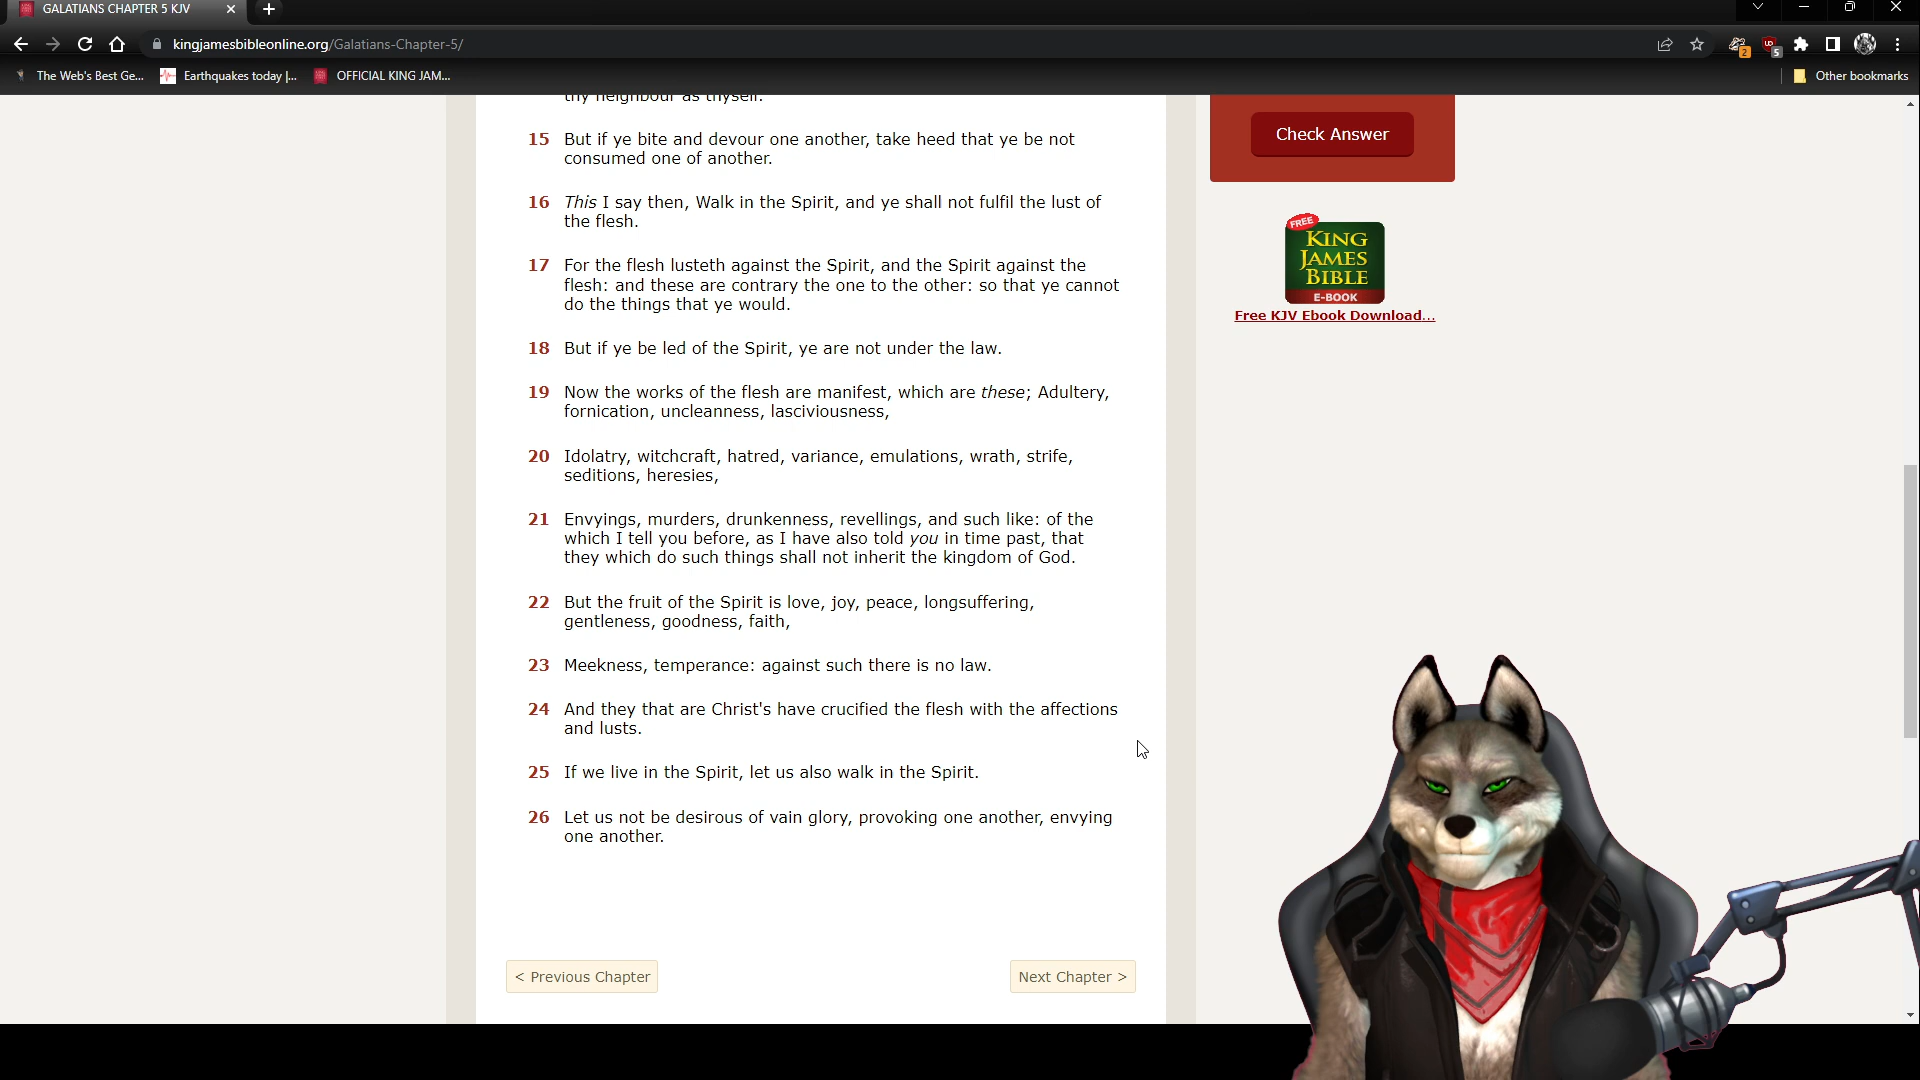 GALATIANS CHAPTER 5 KJV
kingjamesbibleonline.org/Galatians-Chapter-5/
2
UD
5
The Web's Best Ge...
Earthquakes today |...
OFFICIAL KING JAM...
Other bookmarks
thy neighbour as thyself.
15 But if ye bite and devour one another, take heed that ye be not
consumed one of another.
16 This I say then, Walk in the Spirit, and ye shall not fulfil the lust of
the flesh.
17 For the flesh lusteth against the Spirit, and the Spirit against the
flesh: and these are contrary the one to the other: so that ye cannot
do the things that ye would.
18 But if ye be led of the Spirit, ye are not under the law.
19 Now the works of the flesh are manifest, which are these; Adultery,
fornication, uncleanness, lasciviousness,
20 Idolatry, witchcraft, hatred, variance, emulations, wrath, strife,
seditions, heresies,
21 Envyings, murders, drunkenness, revellings, and such like: of the
which I tell you before, as I have also told you in time past, that
they which do such things shall not inherit the kingdom of God.
22 But the fruit of the Spirit is love, joy, peace, longsuffering,
gentleness, goodness, faith,
23 Meekness, temperance: against such there is no law.
24 And they that are Christ's have crucified the flesh with the affections
and lusts.
25 If we live in the Spirit, let us also walk in the Spirit.
26 Let us not be desirous of vain glory, provoking one another, envying
one another.
< Previous Chapter
Next Chapter >
Check Answer
FREE
KING
JAMES
BIBLE
E-BOOK
Free KJV Ebook Download...